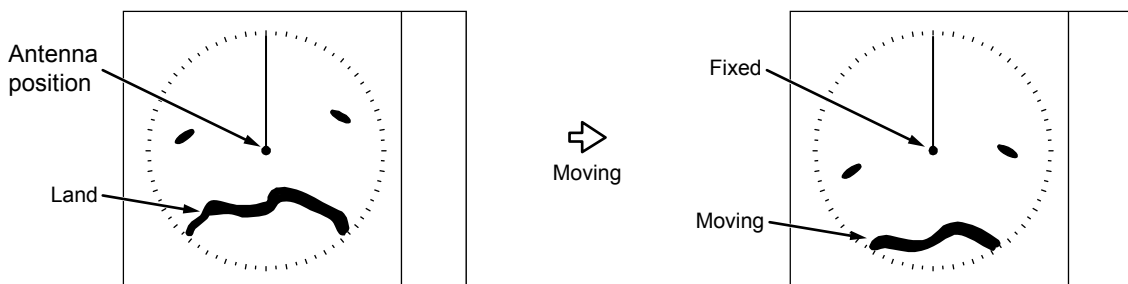 Antenna
position
Land
Moving
Fixed
Moving